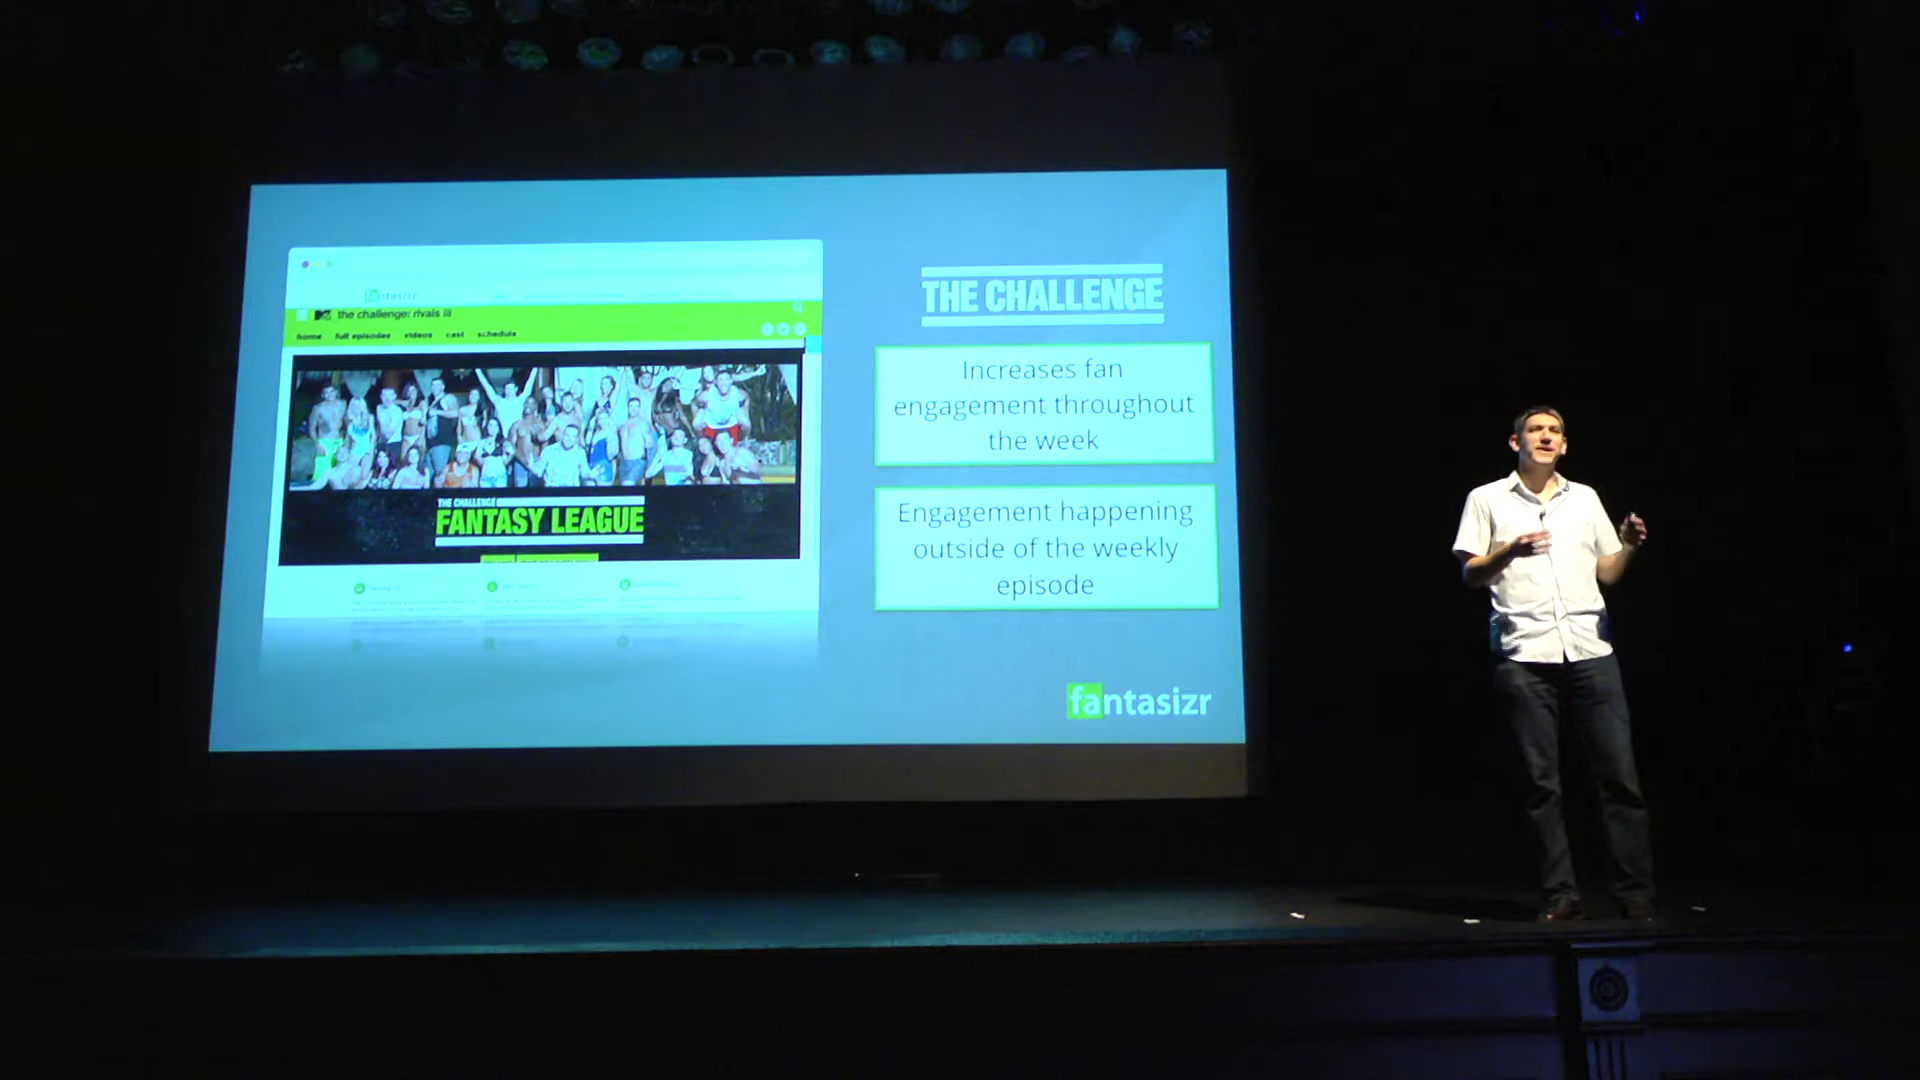 fantasizr
the challenge: rivals iii
home full episodes videos cast schedule
THE CHALLENGE
FANTASY LEAGUE
THE CHALLENGE
Increases fan
engagement throughout
the week
Engagement happening
outside of the weekly
episode
fantasizr